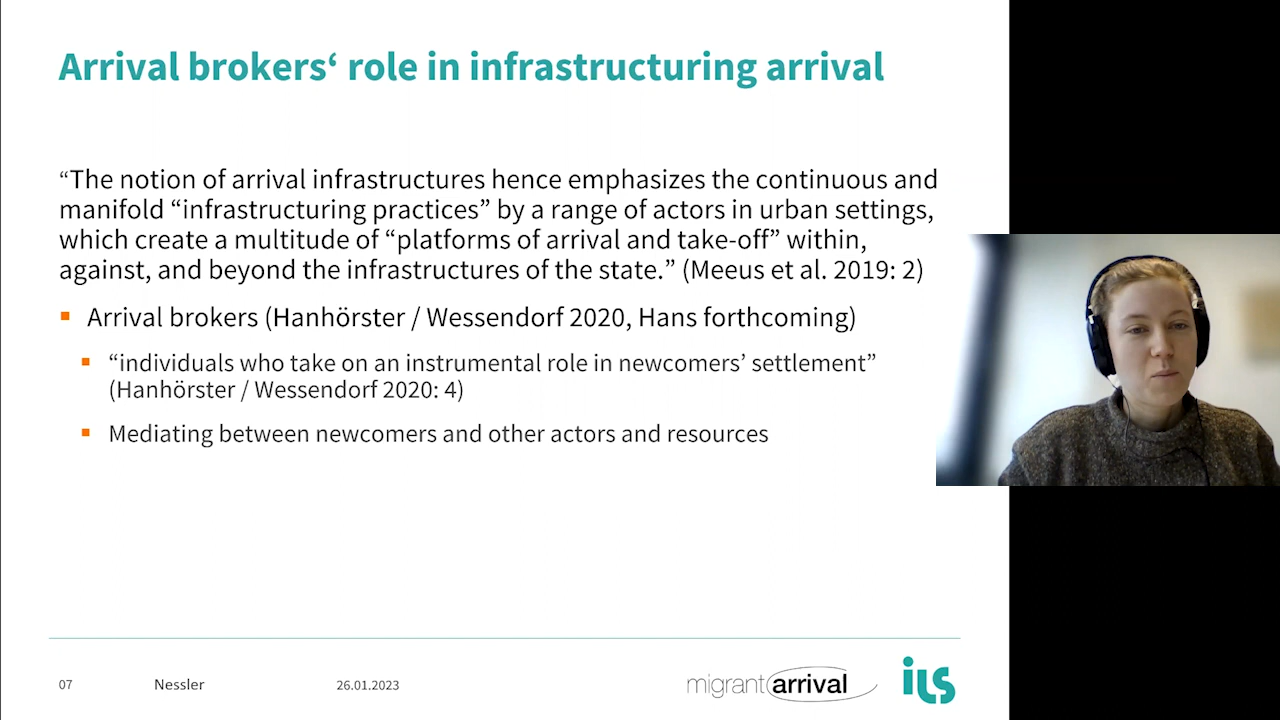 Arrival brokers‘ role in infrastructuring arrival
“The notion of arrival infrastructures hence emphasizes the continuous and
manifold “infrastructuring practices” by a range of actors in urban settings,
which create a multitude of “platforms of arrival and take-off” within,
against, and beyond the infrastructures of the state.” (Meeus et al. 2019: 2)
Arrival brokers (Hanhörster / Wessendorf 2020, Hans forthcoming)
“individuals who take on an instrumental role in newcomers’ settlement”
(Hanhörster / Wessendorf 2020: 4)
Mediating between newcomers and other actors and resources
07 Nessler 26.01.2023 migrant arrival ils